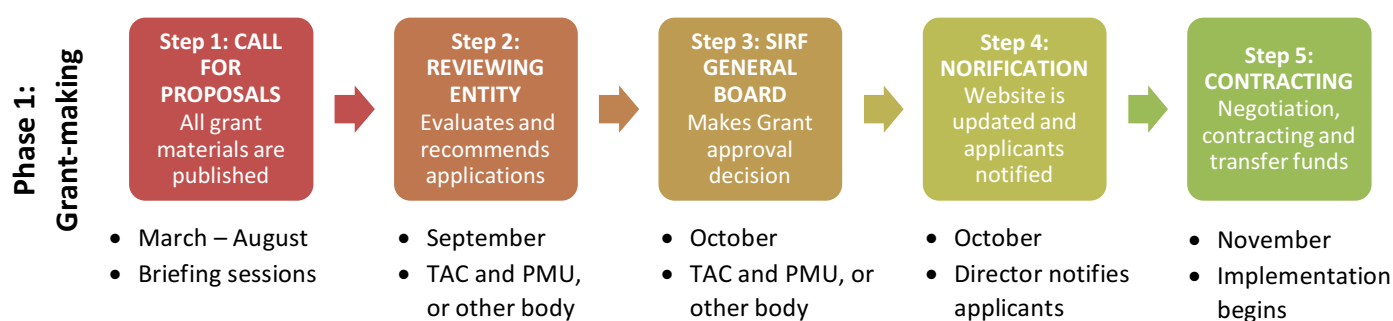 Phase 1:
Grant-making
Step 1: CALL
FOR
PROPOSALS
All grant
materials are
published
Step 2:
REVIEWING
ENTITY
Evaluates and
recommends
applications
Step 3: SIRF
GENERAL
BOARD
Makes Grant
approval
decision
Step 4:
NORIFICATION
Website is
updated and
applicants
notified
Step 5:
CONTRACTING
Negotiation,
contracting and
transfer funds
• March – August
• Briefing sessions
• September
• TAC and PMU,
or other body
• October
• TAC and PMU, or
other body
• October
• Director notifies
applicants
• November
• Implementation
begins